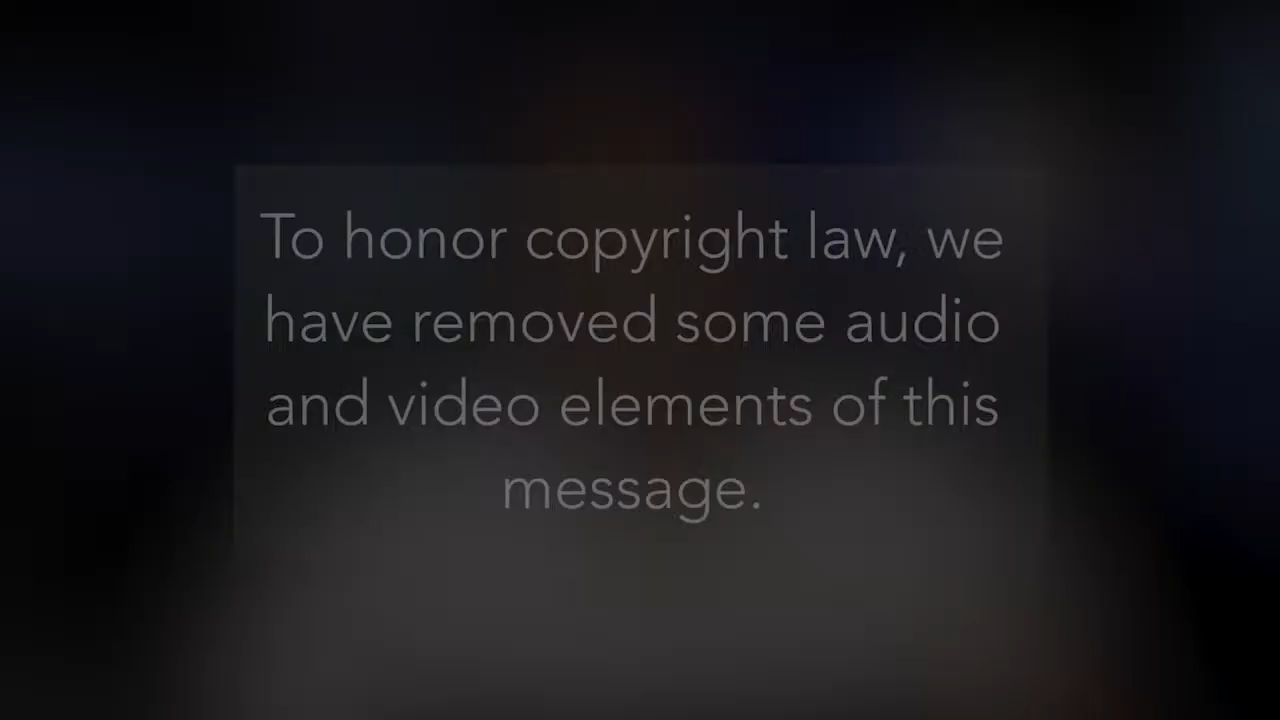 To honor copyright law, we
have removed some audio
and video elements of this
message.